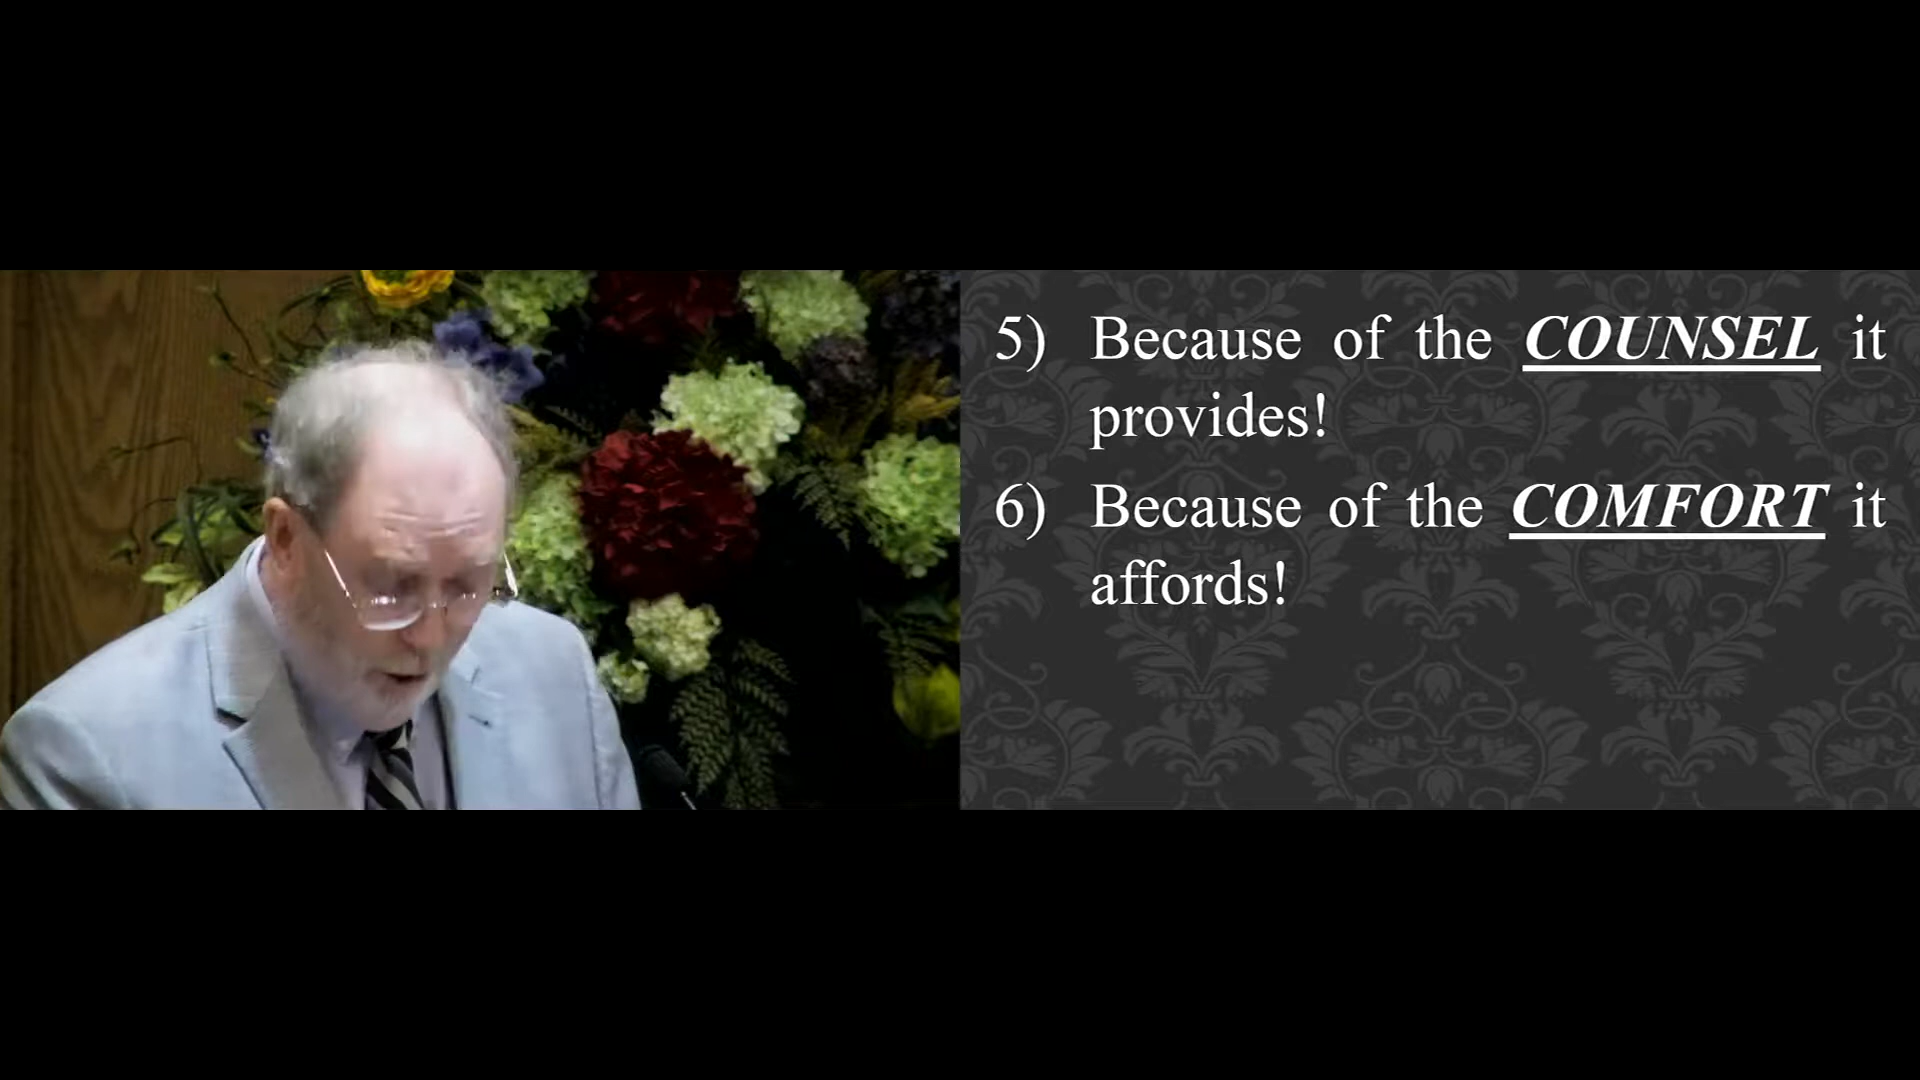 5) Because of the COUNSEL it
provides!
6) Because of the COMFORT it
affords!